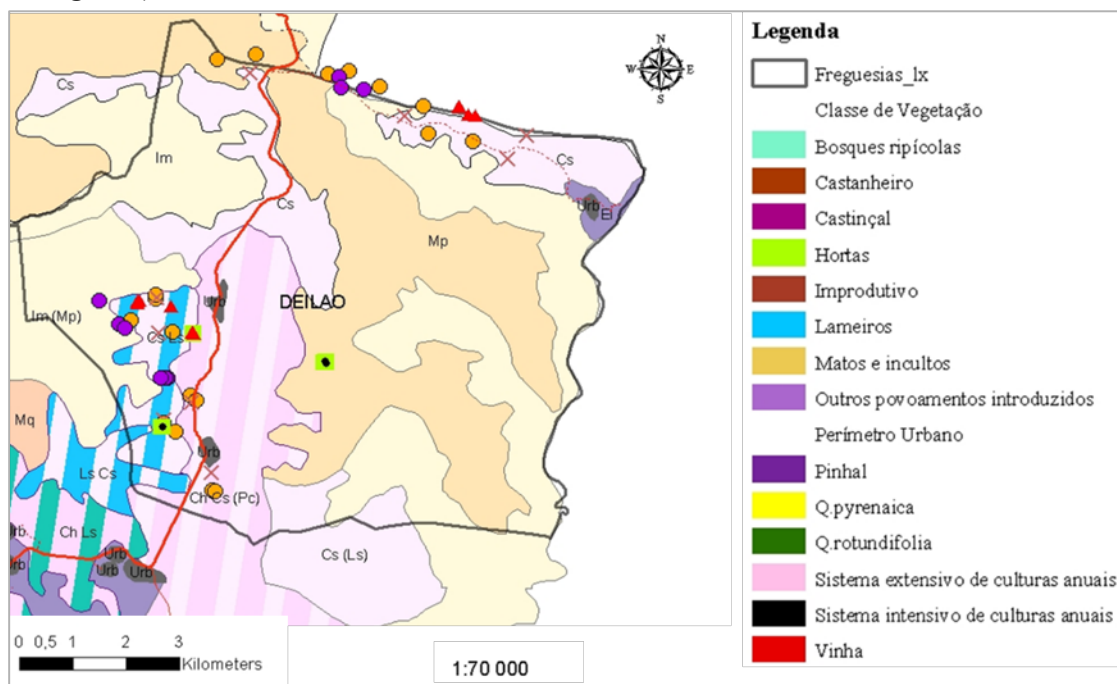 N
W E
S
Cs
Im
Cs
Cs
Urb
El
Mp
Urb
DEILAO
Im (Mp)
Cs Ls
Mq
Urb
Ls Cs
Ch Cs (Pc)
Ch Ls
Cs (Ls)
Urb
Urb
Urb
Urb
0 0,5 1 2 3
Kilometers
1:70 000
Legenda
Freguesias_lx
Classe de Vegetação
Bosques ripícolas
Castanheiro
Castinçal
Hortas
Improdutivo
Lameiros
Matos e incultos
Outros povoamentos introduzidos
Perímetro Urbano
Pinhal
Q.pyrenaica
Q.rotundifolia
Sistema extensivo de culturas anuais
Sistema intensivo de culturas anuais
Vinha